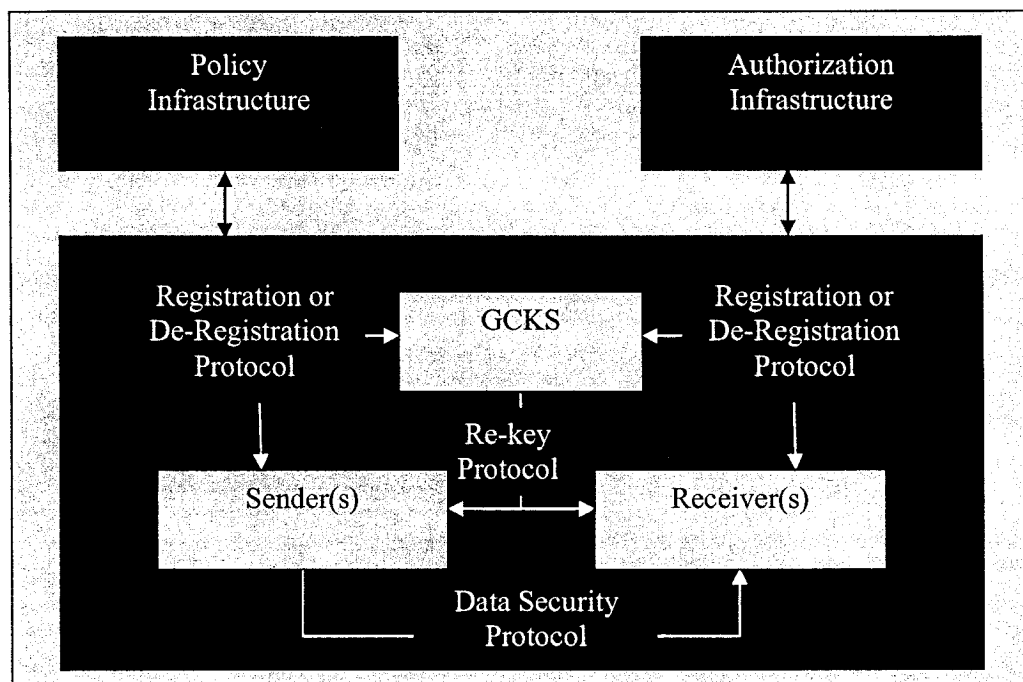 Policy
Infrastructure
Authorization
Infrastructure
Registration or
De-Registration
Protocol
GCKS
Registration or
De-Registration
Protocol
Re-key
Protocol
Sender(s)
Receiver(s)
Data Security
Protocol